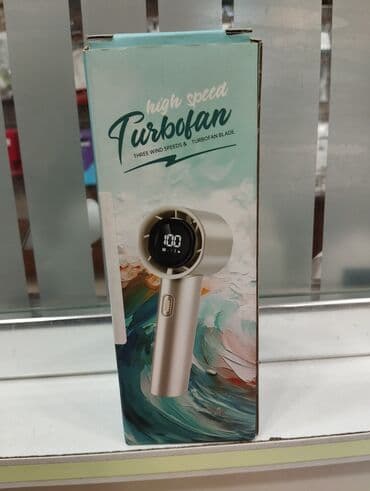 high speed
Turbofan
THREE WIND SPEEDS & TURBOFAN BLADE
100